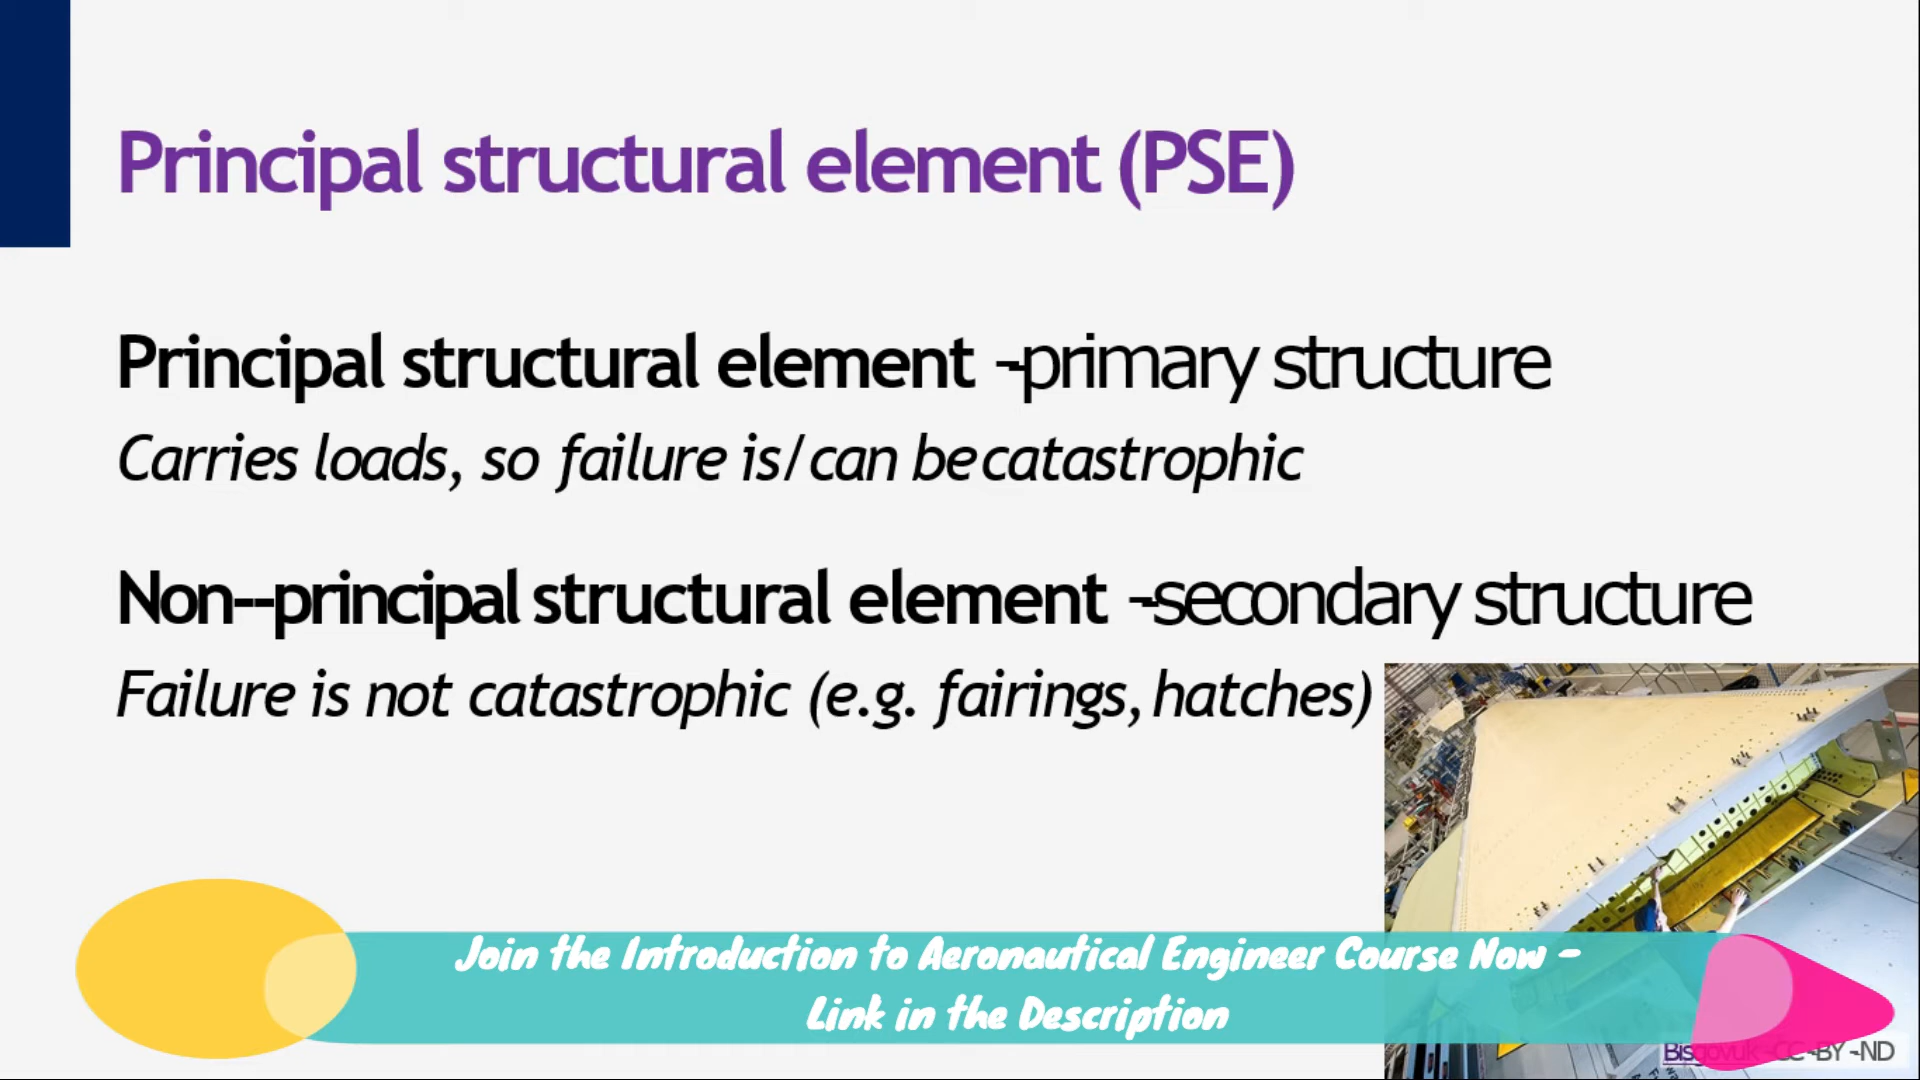 Principal structural element (PSE)
Principal structural element -primary structure
Carries loads, so failure is/can be catastrophic
Non--principal structural element -secondary structure
Failure is not catastrophic (e.g. fairings, hatches)
Join the Introduction to Aeronautical Engineer Course Now -
Link in the Description
Bisgovuk -CC -BY -ND